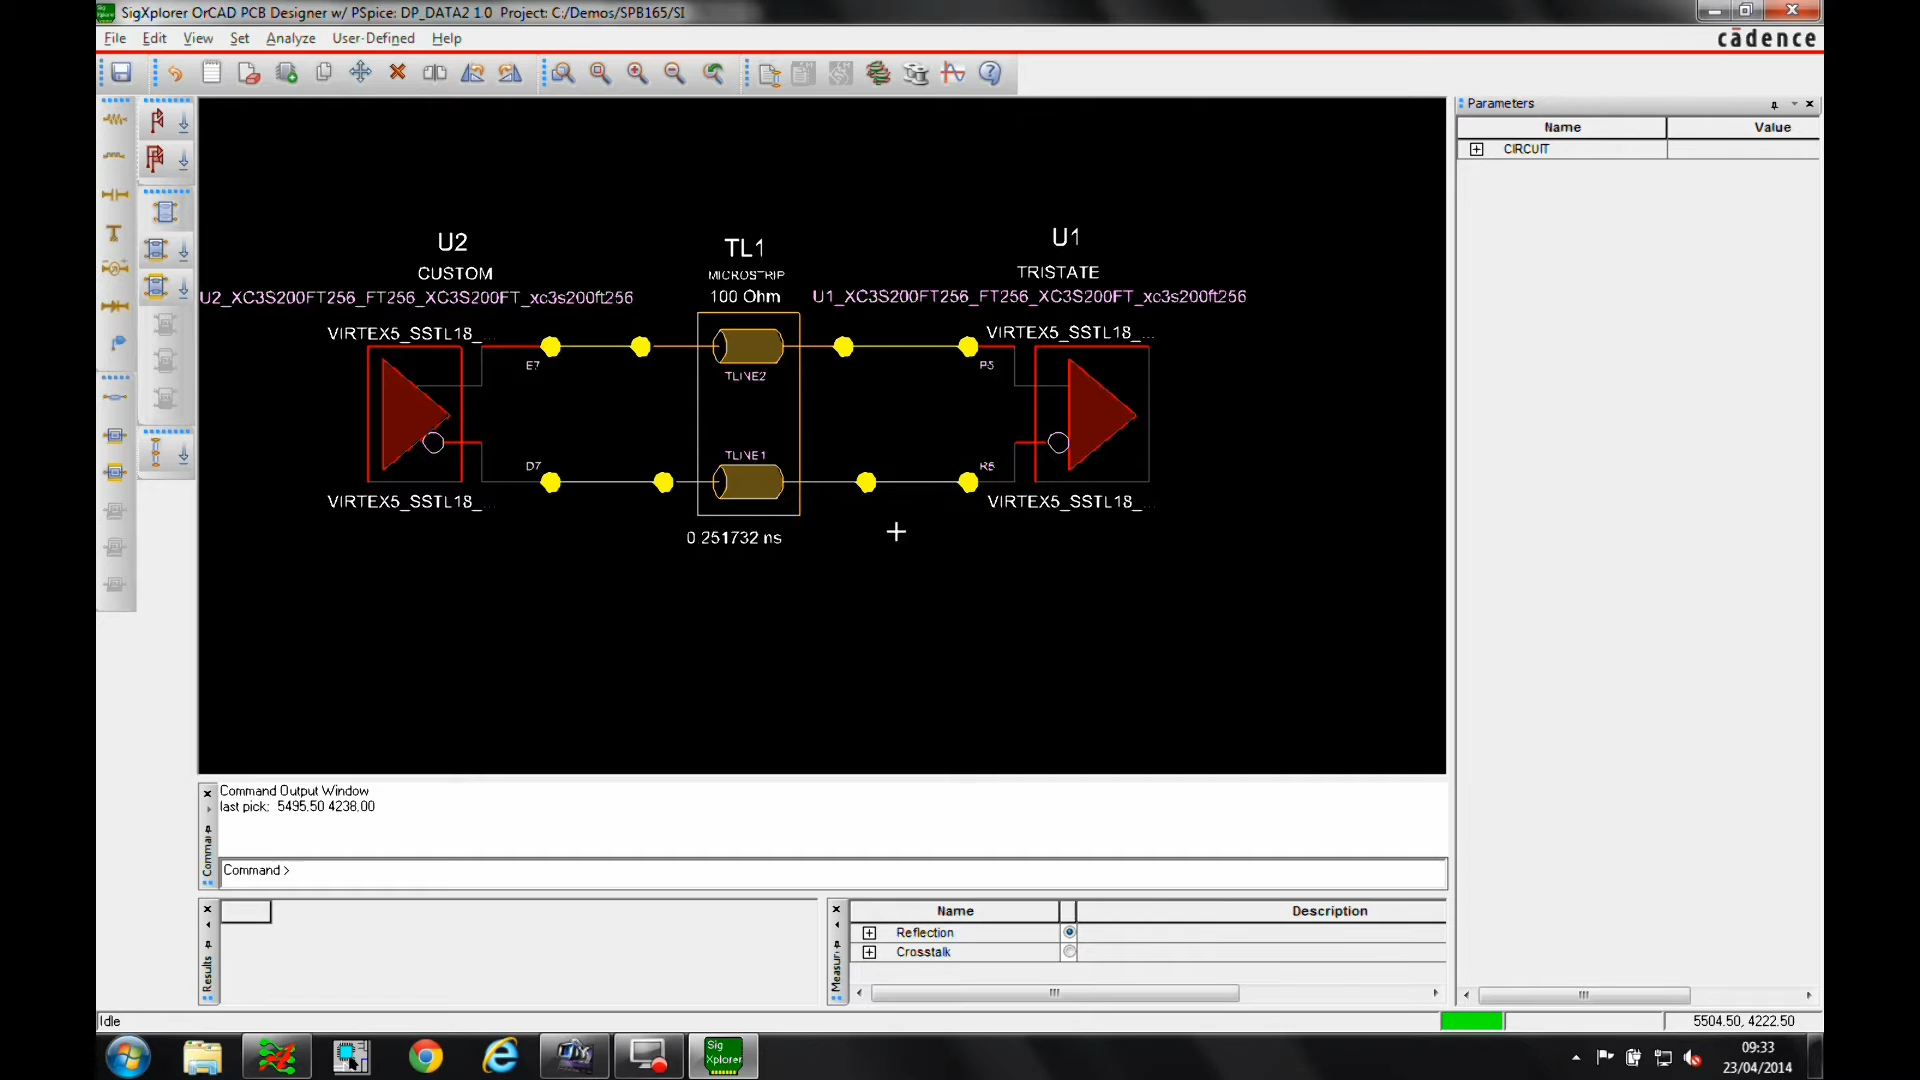 SigXplorer OrCAD PCB Designer w/ PSpice: DP_DATA2 1.0 Project: C:/Demos/SPB165/SI
File Edit View Set Analyze User-Defined Help
cādence
Parameters
Name Value
CIRCUIT
U2
CUSTOM
U2_XC3S200FT256_FT256_XC3S200FT_xc3s200ft256
VIRTEX5_SSTL18_...
E7
D7
VIRTEX5_SSTL18_...
TL1
MICROSTRIP
100 Ohm
TLINE2
TLINE1
0.251732 ns
U1
TRISTATE
U1_XC3S200FT256_FT256_XC3S200FT_xc3s200ft256
VIRTEX5_SSTL18_...
P5
R6
VIRTEX5_SSTL18_...
Command Output Window
last pick: 5495.50 4238.00
Command >
Results
Name Description
Reflection
Crosstalk
Idle
5504.50, 4222.50
Sig
Xplorer
09:33
23/04/2014